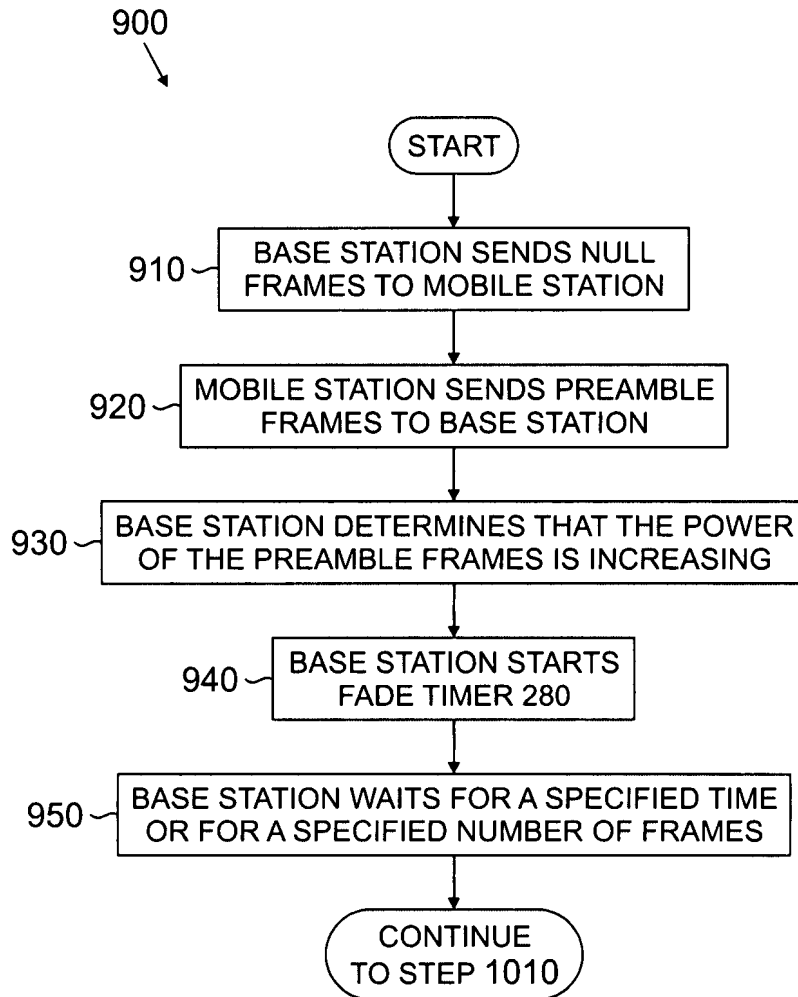 900
START
910
BASE STATION SENDS NULL
FRAMES TO MOBILE STATION
920
MOBILE STATION SENDS PREAMBLE
FRAMES TO BASE STATION
930
BASE STATION DETERMINES THAT THE POWER
OF THE PREAMBLE FRAMES IS INCREASING
940
BASE STATION STARTS
FADE TIMER 280
950
BASE STATION WAITS FOR A SPECIFIED TIME
OR FOR A SPECIFIED NUMBER OF FRAMES
CONTINUE
TO STEP 1010